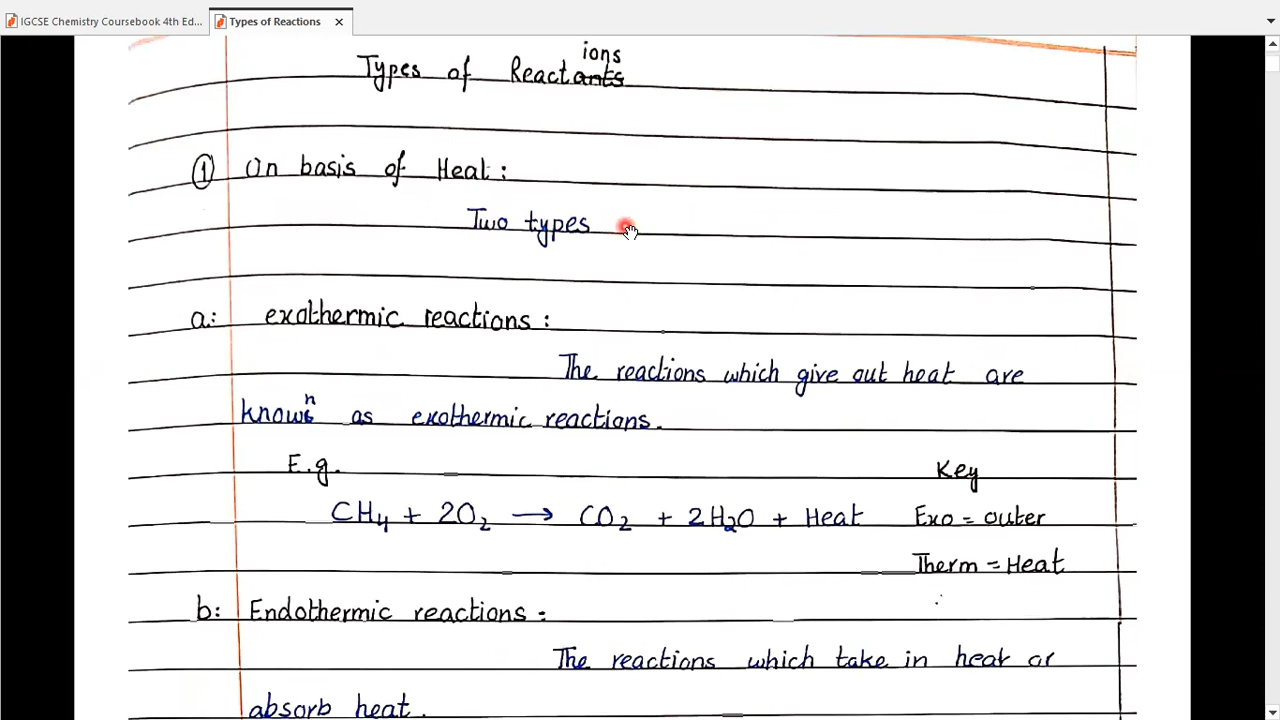 IGCSE Chemistry Coursebook 4th Ed... Types of Reactions
ions
Types of Reactants
① On basis of Heat :
Two types
a: exothermic reactions :
The reactions which give out heat are
n
known as exothermic reactions.
E.g. Key
CH₄ + 2O₂ → CO₂ + 2H₂O + Heat Exo = outer
Therm = Heat
b: Endothermic reactions :
The reactions which take in heat or
absorb heat.